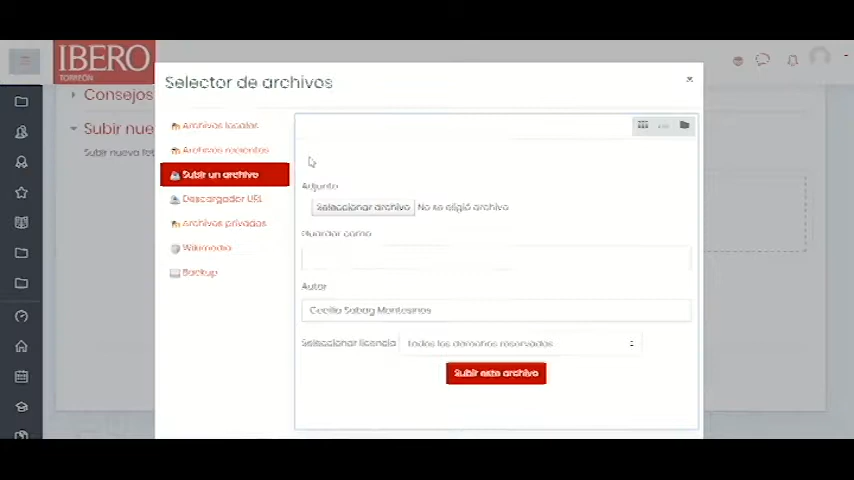 IBERO
TORREÓN
Selector de archivos
×
Consejos
Subir nue
Subir nueva fot
Archivos locales
Archivos recientes
Subir un archivo
Descargador URL
Archivos privados
Wikimedia
Backup
Adjunto
Seleccionar archivo No se eligió archivo
Guardar como
Autor
Cecilia Sabag Montesinos
Seleccionar licencia Todos los derechos reservados
Subir este archivo